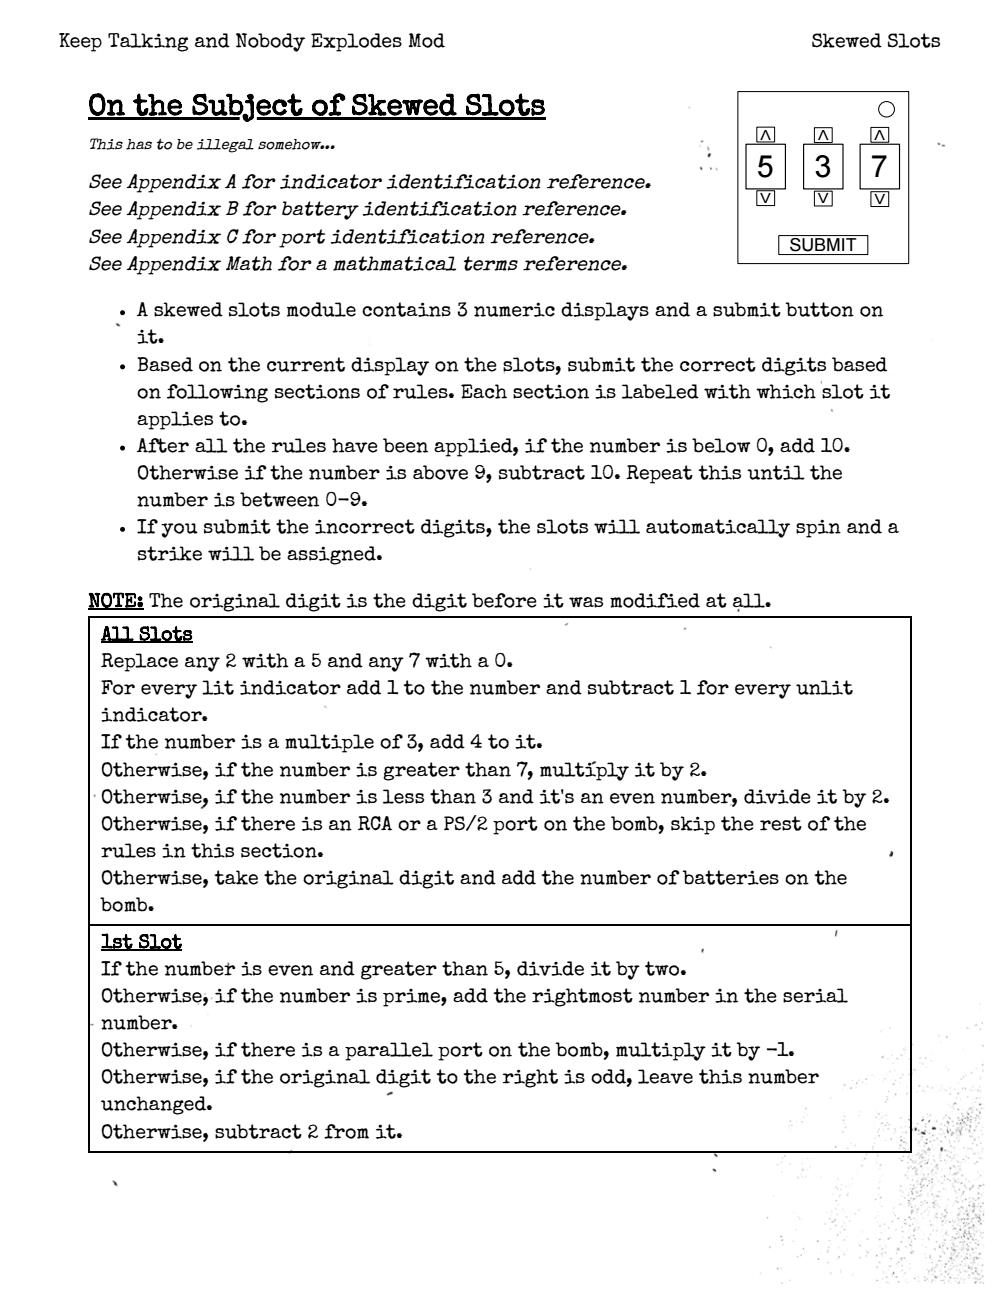 Keep Talking and Nobody Explodes Mod
Skewed Slots
On the Subject of Skewed Slots
This has to be illegal somehow...
See Appendix A for indicator identification reference.
See Appendix B for battery identification reference.
See Appendix C for port identification reference.
See Appendix Math for a mathmatical terms reference.
5 3 7
SUBMIT
• A skewed slots module contains 3 numeric displays and a submit button on
it.
• Based on the current display on the slots, submit the correct digits based
on following sections of rules. Each section is labeled with which slot it
applies to.
• After all the rules have been applied, if the number is below 0, add 10.
Otherwise if the number is above 9, subtract 10. Repeat this until the
number is between 0-9.
• If you submit the incorrect digits, the slots will automatically spin and a
strike will be assigned.
NOTE: The original digit is the digit before it was modified at all.
All Slots
Replace any 2 with a 5 and any 7 with a 0.
For every lit indicator add 1 to the number and subtract 1 for every unlit
indicator.
If the number is a multiple of 3, add 4 to it.
Otherwise, if the number is greater than 7, multiply it by 2.
Otherwise, if the number is less than 3 and it's an even number, divide it by 2.
Otherwise, if there is an RCA or a PS/2 port on the bomb, skip the rest of the
rules in this section.
Otherwise, take the original digit and add the number of batteries on the
bomb.
1st Slot
If the number is even and greater than 5, divide it by two.
Otherwise, if the number is prime, add the rightmost number in the serial
number.
Otherwise, if there is a parallel port on the bomb, multiply it by -1.
Otherwise, if the original digit to the right is odd, leave this number
unchanged.
Otherwise, subtract 2 from it.